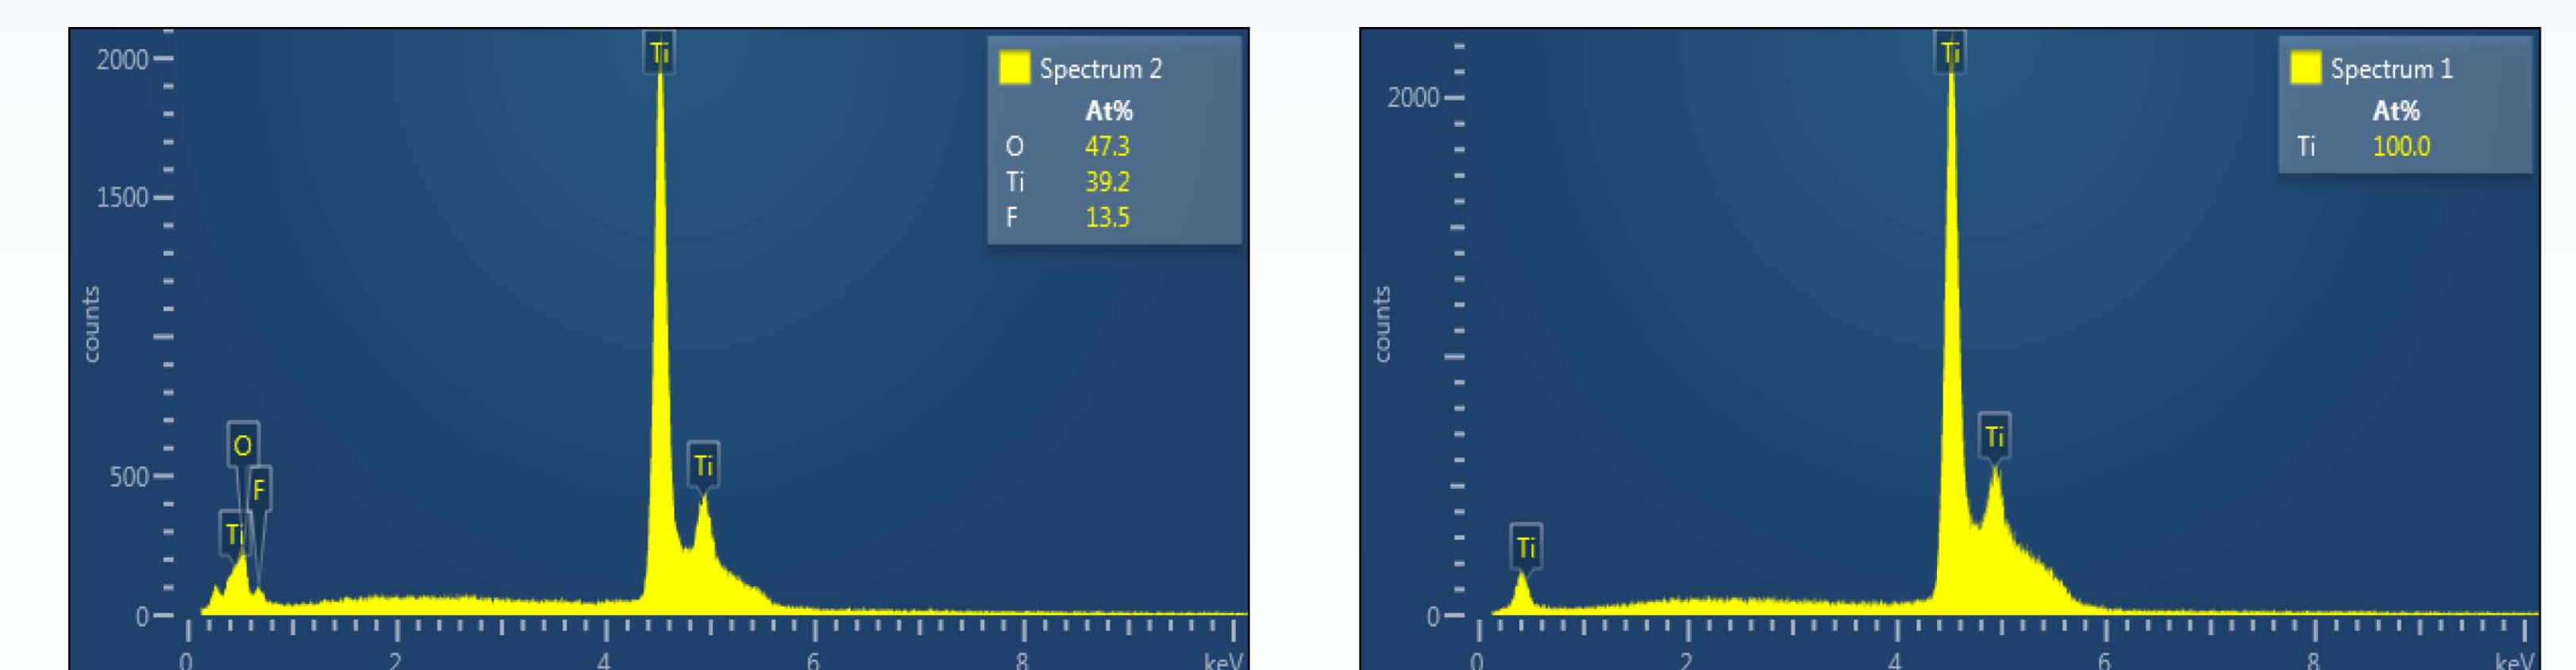 2000
1500
500
0
counts
Ti
Ti
O
F
Ti
Spectrum 2
At%
O 47.3
Ti 39.2
F 13.5
0 2 4 6 8 keV
2000
0
counts
Ti
Ti
Ti
Spectrum 1
At%
Ti 100.0
0 2 4 6 8 keV